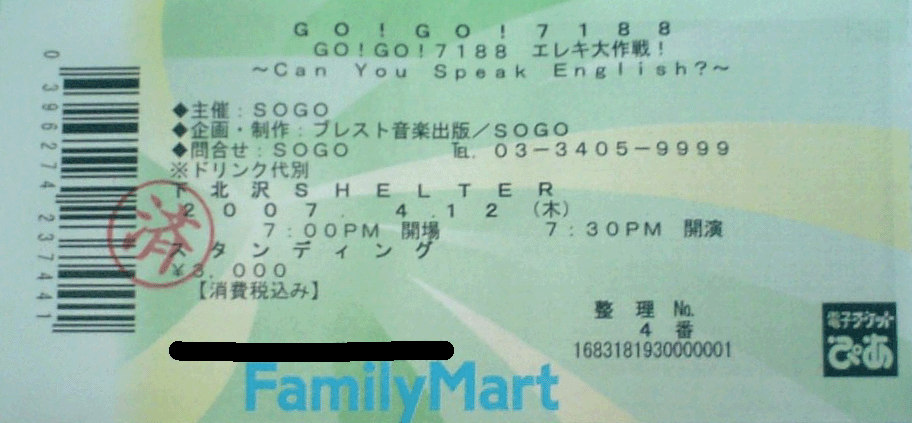 GO!GO!7188
GO!GO!7188 エレキ大作戦!
~Can You Speak English?~
◆主催:SOGO
◆企画・制作:ブレスト音楽出版/SOGO
◆問合せ:SOGO ℡.03-3405-9999
※ドリンク代別
下北沢SHELTER
2007. 4.12 (木)
7:00PM 開場 7:30PM 開演
スタンディング
¥3,000
【消費税込み】
済
整理№
4番
1683181930000001
電子チケット
ぴあ
FamilyMart
0396274237441